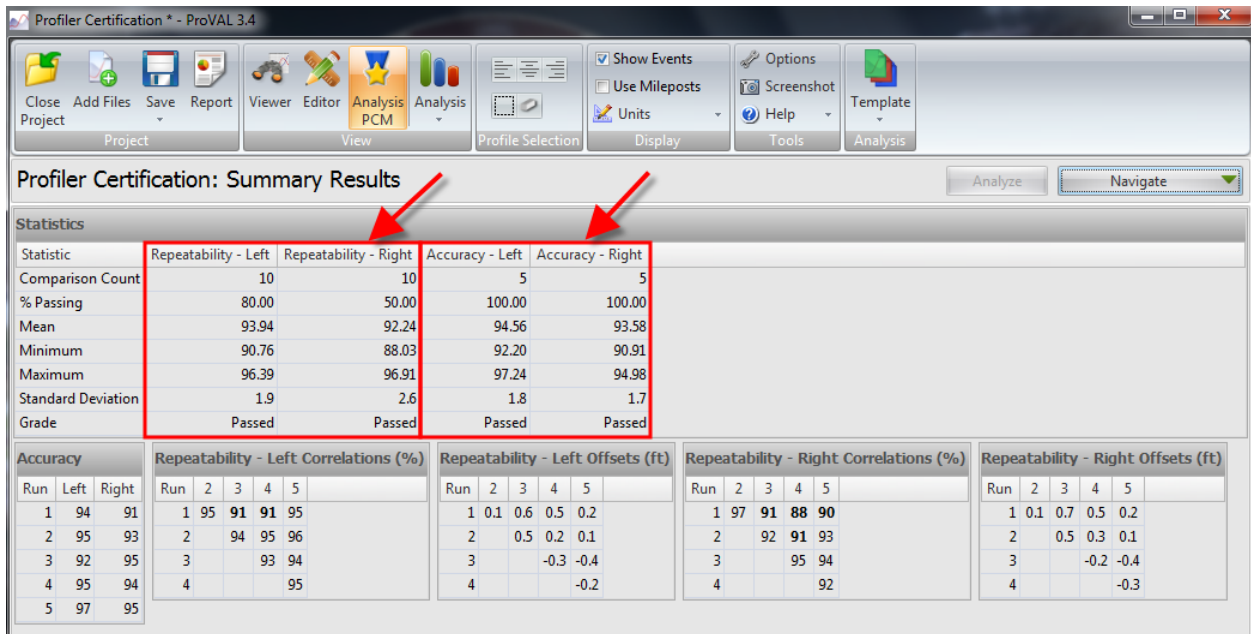 Profiler Certification * - ProVAL 3.4
Close Project Add Files Save Report Viewer Editor Analysis PCM Analysis Show Events Use Mileposts Units Options Screenshot Help Template
Project View Profile Selection Display Tools Analysis
Profiler Certification: Summary Results Analyze Navigate
Statistics
Statistic Repeatability - Left Repeatability - Right Accuracy - Left Accuracy - Right
Comparison Count 10 10 5 5
% Passing 80.00 50.00 100.00 100.00
Mean 93.94 92.24 94.56 93.58
Minimum 90.76 88.03 92.20 90.91
Maximum 96.39 96.91 97.24 94.98
Standard Deviation 1.9 2.6 1.8 1.7
Grade Passed Passed Passed Passed
Accuracy Repeatability - Left Correlations (%) Repeatability - Left Offsets (ft) Repeatability - Right Correlations (%) Repeatability - Right Offsets (ft)
Run Left Right Run 2 3 4 5 Run 2 3 4 5 Run 2 3 4 5 Run 2 3 4 5
1 94 91 1 95 91 91 95 1 0.1 0.6 0.5 0.2 1 97 91 88 90 1 0.1 0.7 0.5 0.2
2 95 93 2 94 95 96 2 0.5 0.2 0.1 2 92 91 93 2 0.5 0.3 0.1
3 92 95 3 93 94 3 -0.3 -0.4 3 95 94 3 -0.2 -0.4
4 95 94 4 95 4 -0.2 4 92 4 -0.3
5 97 95